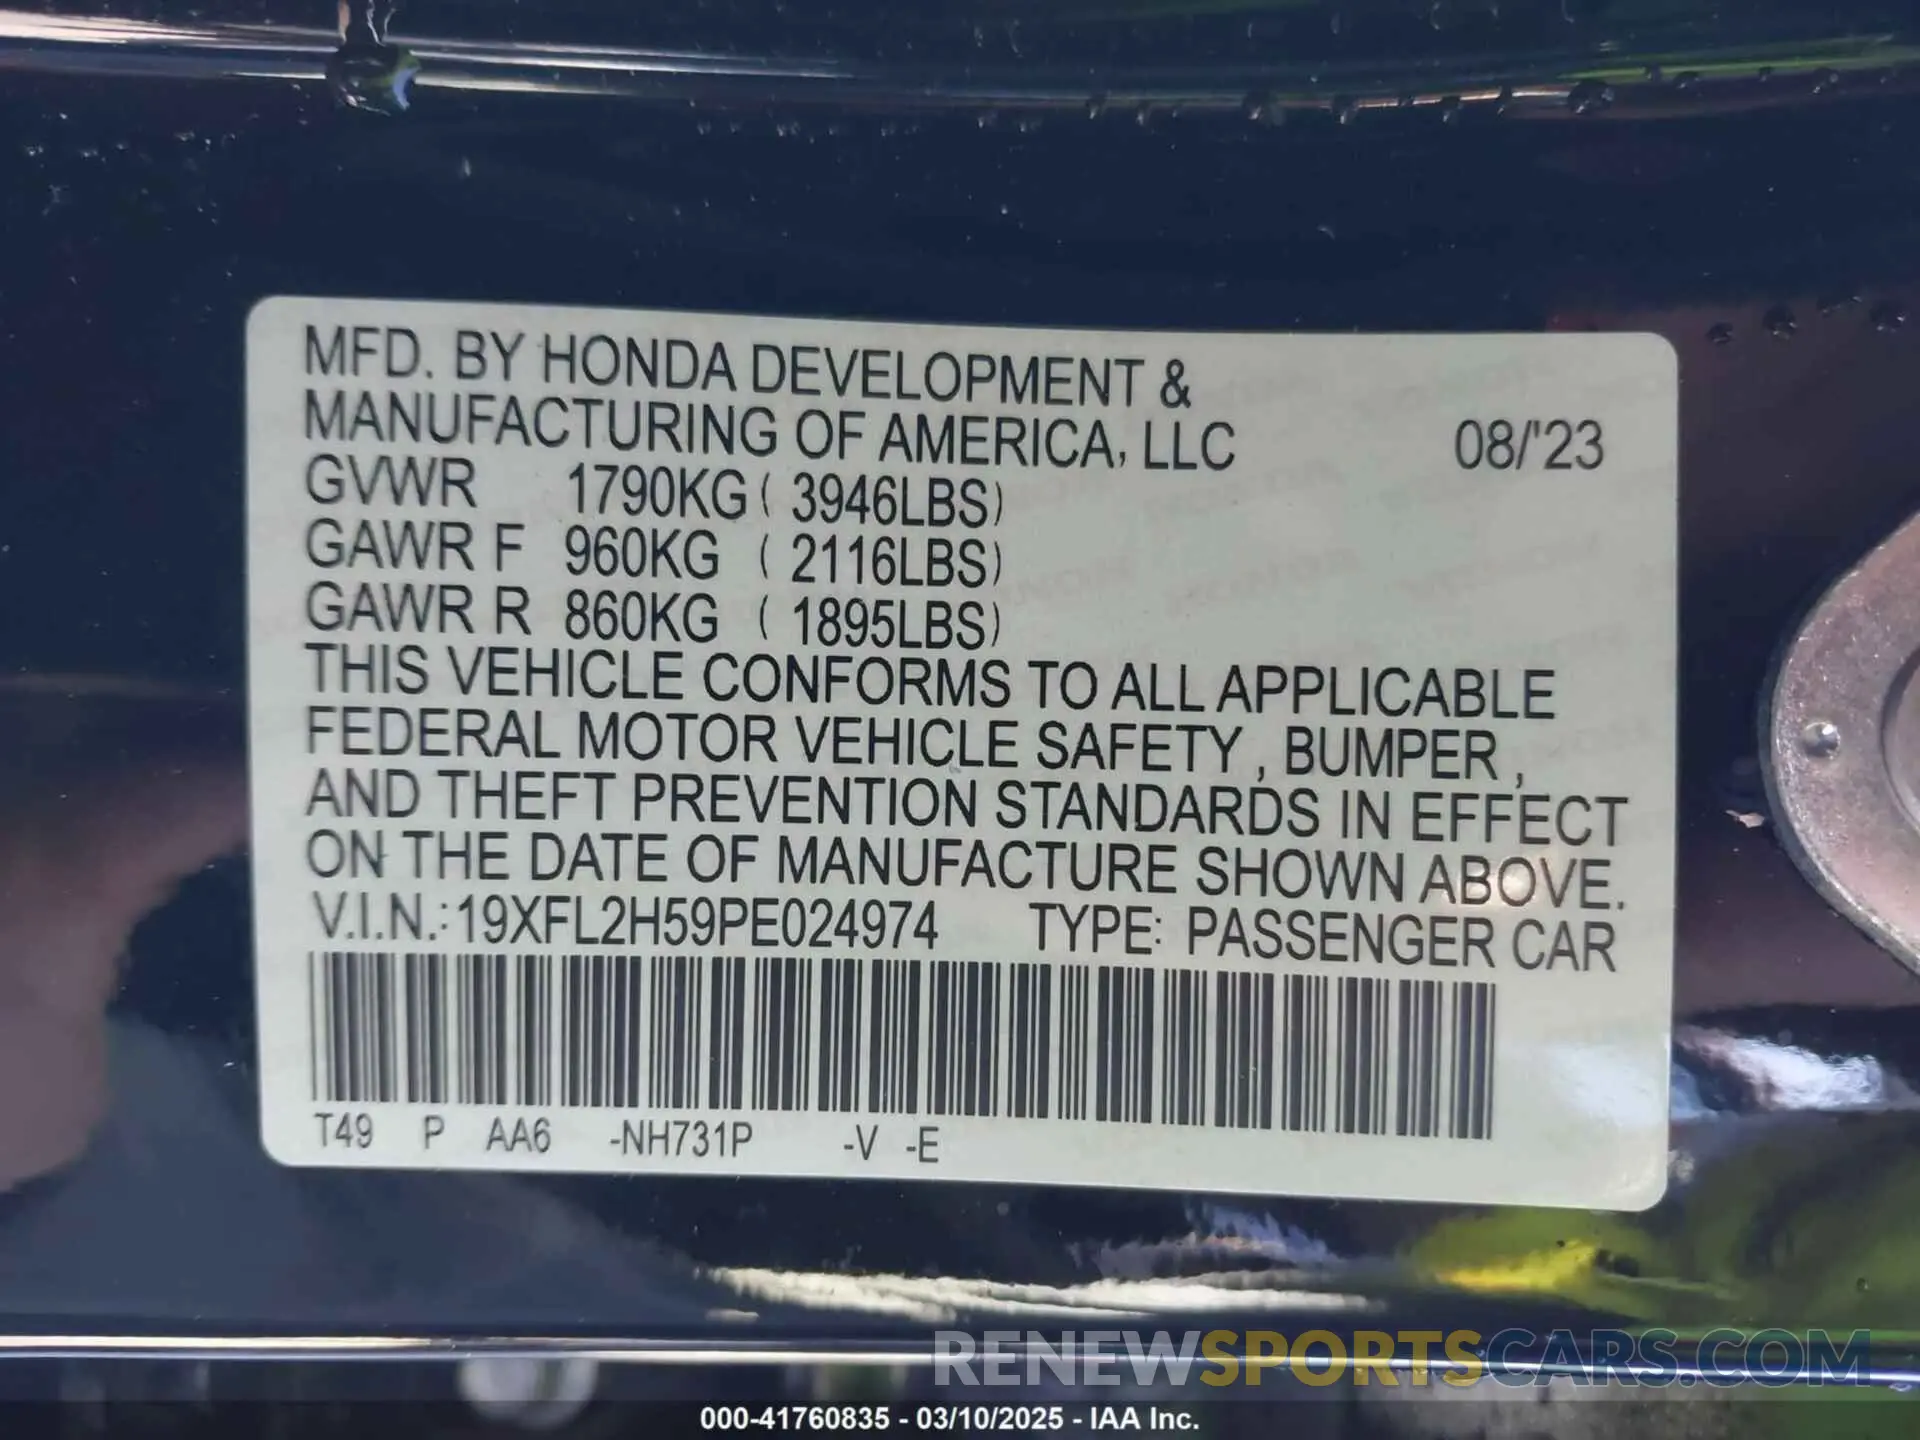 MFD. BY HONDA DEVELOPMENT &
MANUFACTURING OF AMERICA, LLC 08/'23
GVWR 1790KG ( 3946LBS)
GAWR F 960KG ( 2116LBS)
GAWR R 860KG ( 1895LBS)
THIS VEHICLE CONFORMS TO ALL APPLICABLE
FEDERAL MOTOR VEHICLE SAFETY , BUMPER ,
AND THEFT PREVENTION STANDARDS IN EFFECT
ON THE DATE OF MANUFACTURE SHOWN ABOVE.
V.I.N.: 19XFL2H59PE024974 TYPE: PASSENGER CAR
T49 P AA6 -NH731P -V -E
RENEWSPORTSCARS.COM
000-41760835 - 03/10/2025 - IAA Inc.